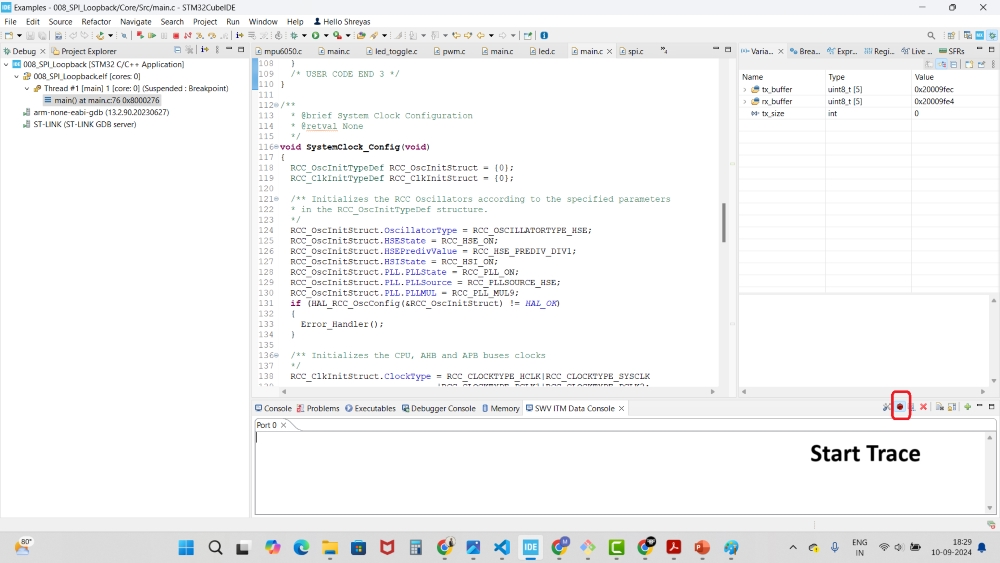 IDE Examples - 008_SPI_Loopback/Core/Src/main.c - STM32CubeIDE
File Edit Source Refactor Navigate Search Project Run Window Help Hello Shreyas
Debug Project Explorer
008_SPI_Loopback [STM32 C/C++ Application]
008_SPI_Loopback.elf [cores: 0]
Thread #1 [main] 1 [core: 0] (Suspended : Breakpoint)
main() at main.c:76 0x8000276
arm-none-eabi-gdb (13.2.90.20230627)
ST-LINK (ST-LINK GDB server)
mpu6050.c main.c led_toggle.c pwm.c main.c led.c main.c spi.c
108 }
109 /* USER CODE END 3 */
110 }
111
112 /**
113 * @brief System Clock Configuration
114 * @retval None
115 */
116 void SystemClock_Config(void)
117 {
118 RCC_OscInitTypeDef RCC_OscInitStruct = {0};
119 RCC_ClkInitTypeDef RCC_ClkInitStruct = {0};
120
121 /** Initializes the RCC Oscillators according to the specified parameters
122 * in the RCC_OscInitTypeDef structure.
123 */
124 RCC_OscInitStruct.OscillatorType = RCC_OSCILLATORTYPE_HSE;
125 RCC_OscInitStruct.HSEState = RCC_HSE_ON;
126 RCC_OscInitStruct.HSEPredivValue = RCC_HSE_PREDIV_DIV1;
127 RCC_OscInitStruct.HSIState = RCC_HSI_ON;
128 RCC_OscInitStruct.PLL.PLLState = RCC_PLL_ON;
129 RCC_OscInitStruct.PLL.PLLSource = RCC_PLLSOURCE_HSE;
130 RCC_OscInitStruct.PLL.PLLMUL = RCC_PLL_MUL9;
131 if (HAL_RCC_OscConfig(&RCC_OscInitStruct) != HAL_OK)
132 {
133 Error_Handler();
134 }
135
136 /** Initializes the CPU, AHB and APB buses clocks
137 */
138 RCC_ClkInitStruct.ClockType = RCC_CLOCKTYPE_HCLK|RCC_CLOCKTYPE_SYSCLK
Varia... Brea... Expr... Regi... Live ... SFRs
Name Type Value
tx_buffer uint8_t [5] 0x20009fec
rx_buffer uint8_t [5] 0x20009fe4
tx_size int 0
Console Problems Executables Debugger Console Memory SWV ITM Data Console
Port 0
Start Trace
80°
IDE
ENG
IN
18:29
10-09-2024